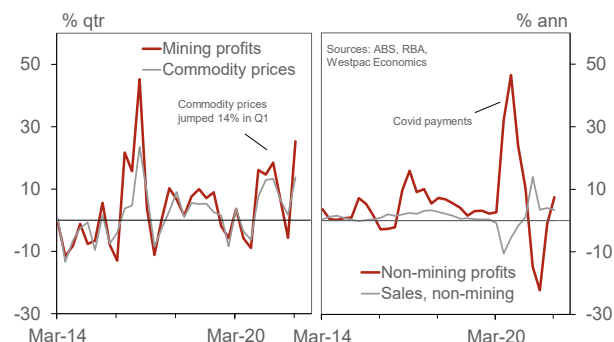 % qtr
% ann
50
Mining profits
Commodity prices
Sources: ABS, RBA,
Westpac Economics
50
30
Commodity prices
jumped 14% in Q1
Covid payments
30
10
10
-10
-10
-30
Non-mining profits
Sales, non-mining
-30
Mar-14
Mar-20
Mar-14
Mar-20